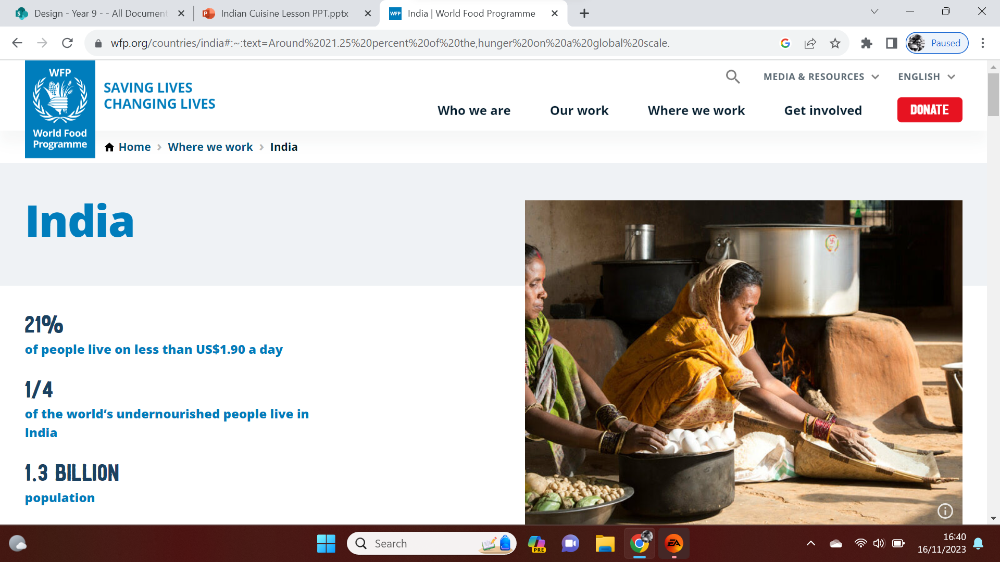 Design - Year 9 - - All Document
Indian Cuisine Lesson PPT.pptx
WFP
India | World Food Programme
wfp.org/countries/india#:~:text=Around%2021.25%20percent%20of%20the,hunger%20on%20a%20global%20scale.
Paused
WFP
World Food
Programme
SAVING LIVES
CHANGING LIVES
MEDIA & RESOURCES
ENGLISH
Who we are
Our work
Where we work
Get involved
DONATE
Home
Where we work
India
India
21%
of people live on less than US$1.90 a day
1/4
of the world’s undernourished people live in
India
1.3 BILLION
population
Search
PRE
EA
16:40
16/11/2023